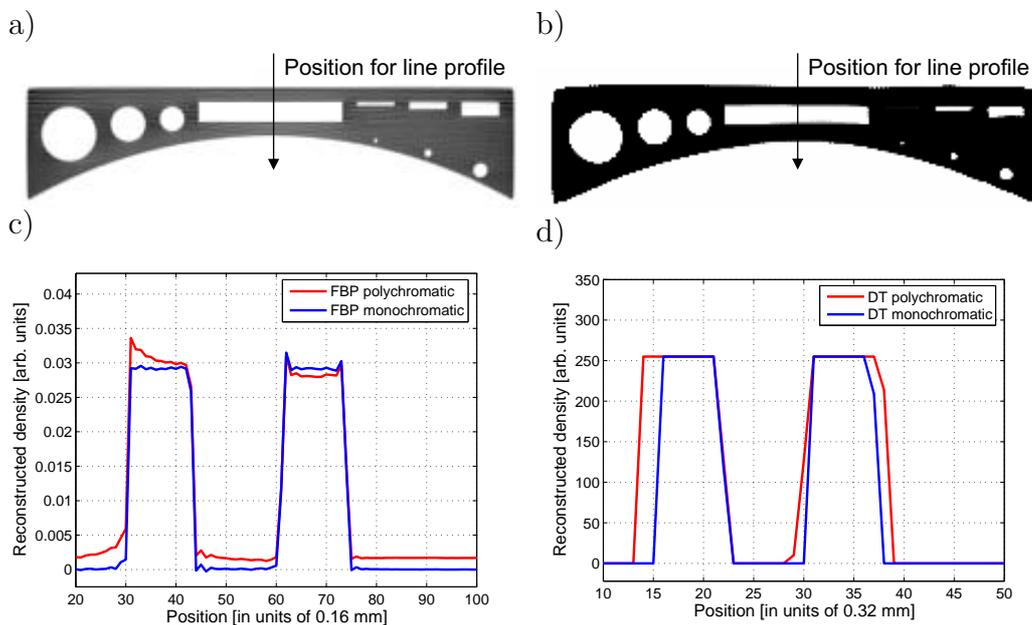 a)
b)
Position for line profile
Position for line profile
c)
d)
Reconstructed density [arb. units]
0.04
0.035
0.03
0.025
0.02
0.015
0.01
0.005
0
FBP polychromatic
FBP monochromatic
20 30 40 50 60 70 80 90 100
Position [in units of 0.16 mm]
Reconstructed density [arb. units]
350
300
250
200
150
100
50
0
DT polychromatic
DT monochromatic
10 15 20 25 30 35 40 45 50
Position [in units of 0.32 mm]